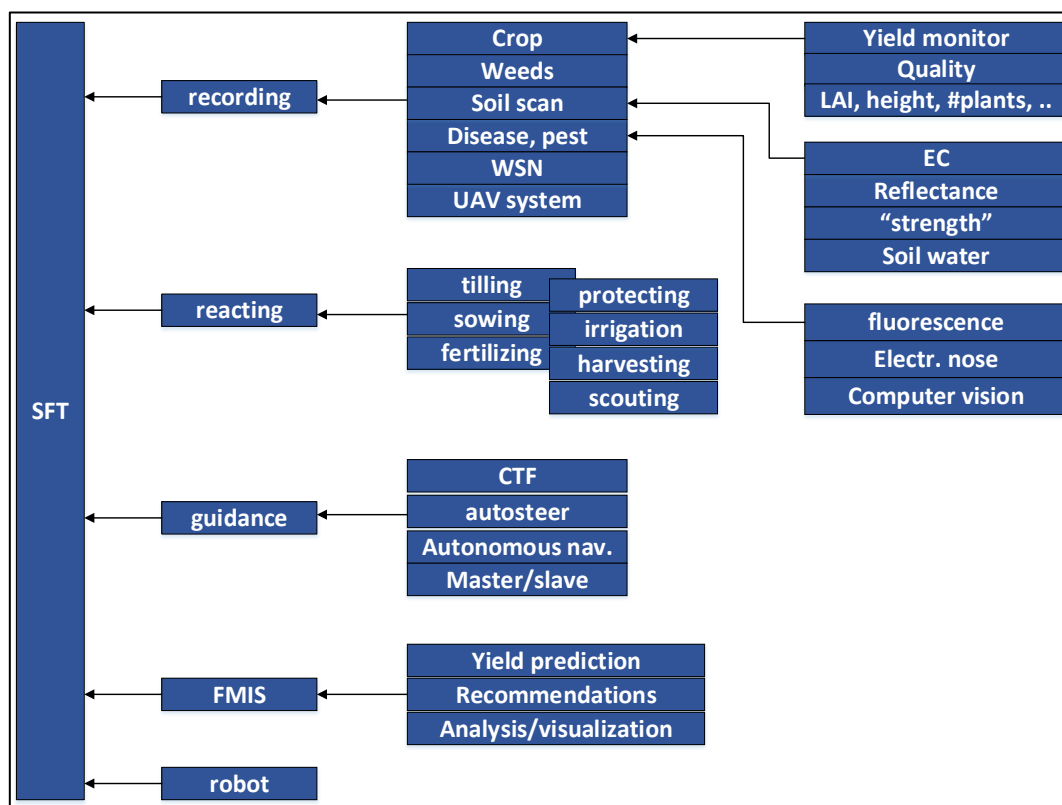 SFT
recording
Crop
Weeds
Soil scan
Disease, pest
WSN
UAV system
Yield monitor
Quality
LAI, height, #plants, ..
EC
Reflectance
“strength”
Soil water
fluorescence
Electr. nose
Computer vision
reacting
tilling
sowing
fertilizing
protecting
irrigation
harvesting
scouting
guidance
CTF
autosteer
Autonomous nav.
Master/slave
FMIS
Yield prediction
Recommendations
Analysis/visualization
robot